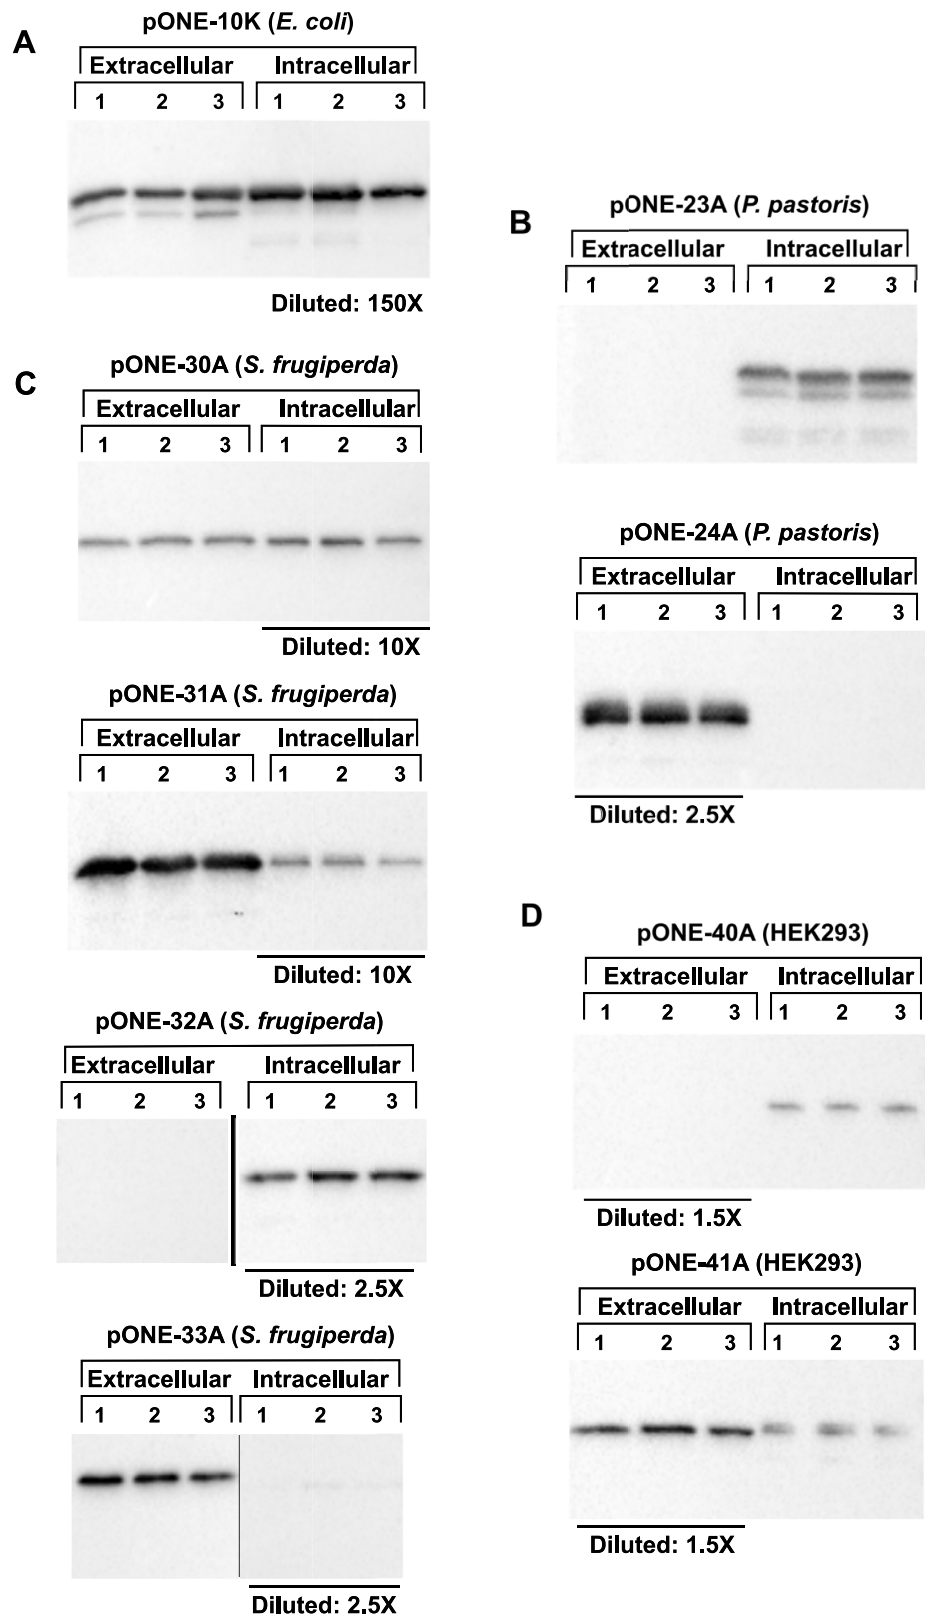 A
pONE-10K (E. coli)
Extracellular Intracellular
1 2 3 1 2 3
Diluted: 150X
B
pONE-23A (P. pastoris)
Extracellular Intracellular
1 2 3 1 2 3
pONE-24A (P. pastoris)
Extracellular Intracellular
1 2 3 1 2 3
Diluted: 2.5X
C
pONE-30A (S. frugiperda)
Extracellular Intracellular
1 2 3 1 2 3
Diluted: 10X
pONE-31A (S. frugiperda)
Extracellular Intracellular
1 2 3 1 2 3
Diluted: 10X
pONE-32A (S. frugiperda)
Extracellular Intracellular
1 2 3 1 2 3
Diluted: 2.5X
pONE-33A (S. frugiperda)
Extracellular Intracellular
1 2 3 1 2 3
Diluted: 2.5X
D
pONE-40A (HEK293)
Extracellular Intracellular
1 2 3 1 2 3
Diluted: 1.5X
pONE-41A (HEK293)
Extracellular Intracellular
1 2 3 1 2 3
Diluted: 1.5X